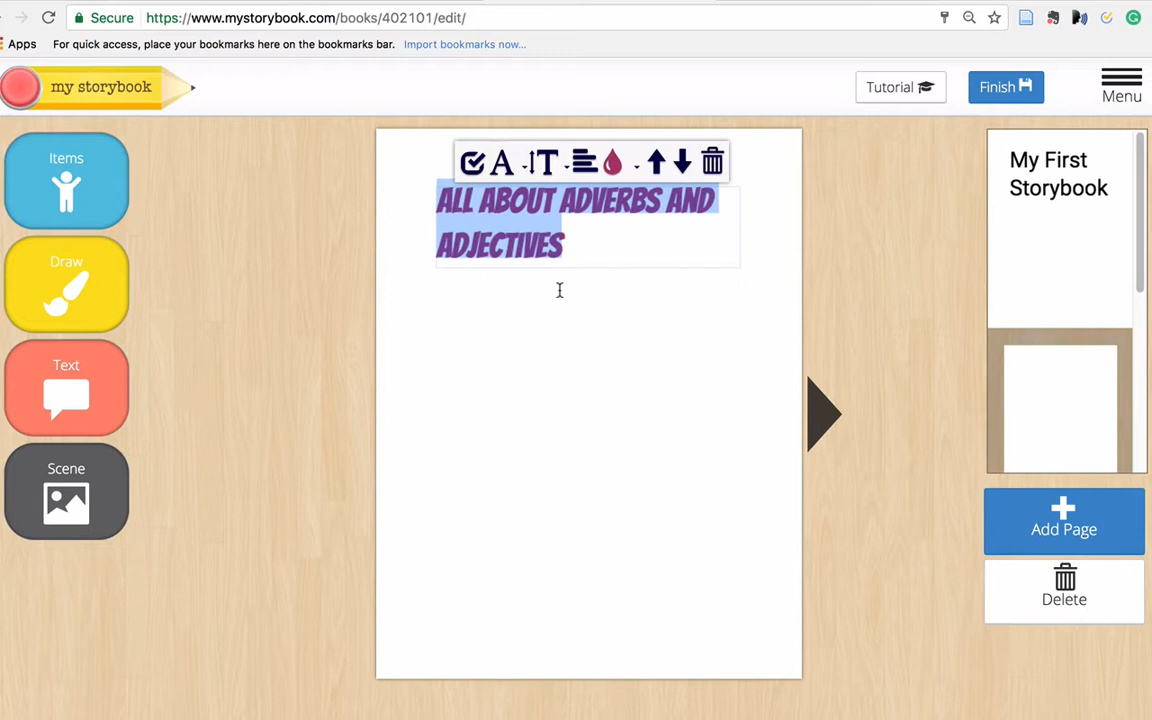 Secure
https://www.mystorybook.com/books/402101/edit/
Apps
For quick access, place your bookmarks here on the bookmarks bar.
Import bookmarks now...
my storybook
Tutorial
Finish
Menu
Items
Draw
Text
Scene
ALL ABOUT ADVERBS AND
ADJECTIVES
My First
Storybook
Add Page
Delete